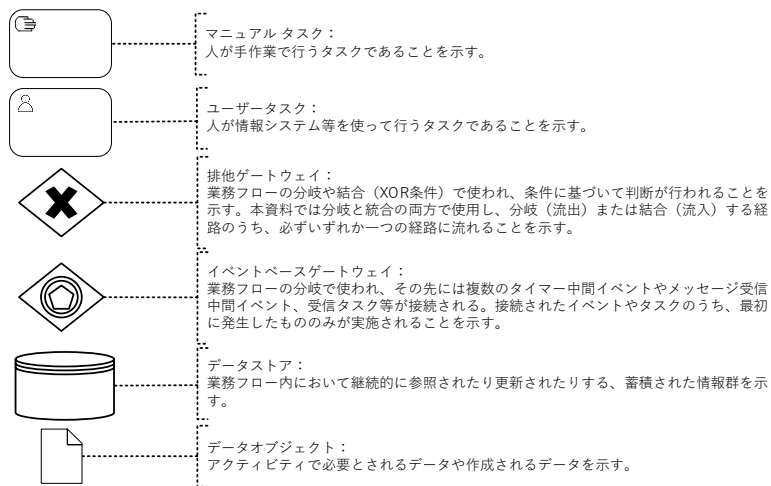 マニュアル タスク：
人が手作業で行うタスクであることを示す。
ユーザータスク：
人が情報システム等を使って行うタスクであることを示す。
排他ゲートウェイ：
業務フローの分岐や結合（XOR条件）で使われ、条件に基づいて判断が行われることを
示す。本資料では分岐と統合の両方で使用し、分岐（流出）または結合（流入）する経
路のうち、必ずいずれか一つの経路に流れることを示す。
イベントベースゲートウェイ：
業務フローの分岐で使われ、その先には複数のタイマー中間イベントやメッセージ受信
中間イベント、受信タスク等が接続される。接続されたイベントやタスクのうち、最初
に発生したもののみが実施されることを示す。
データストア：
業務フロー内において継続的に参照されたり更新されたりする、蓄積された情報群を示
す。
データオブジェクト：
アクティビティで必要とされるデータや作成されるデータを示す。